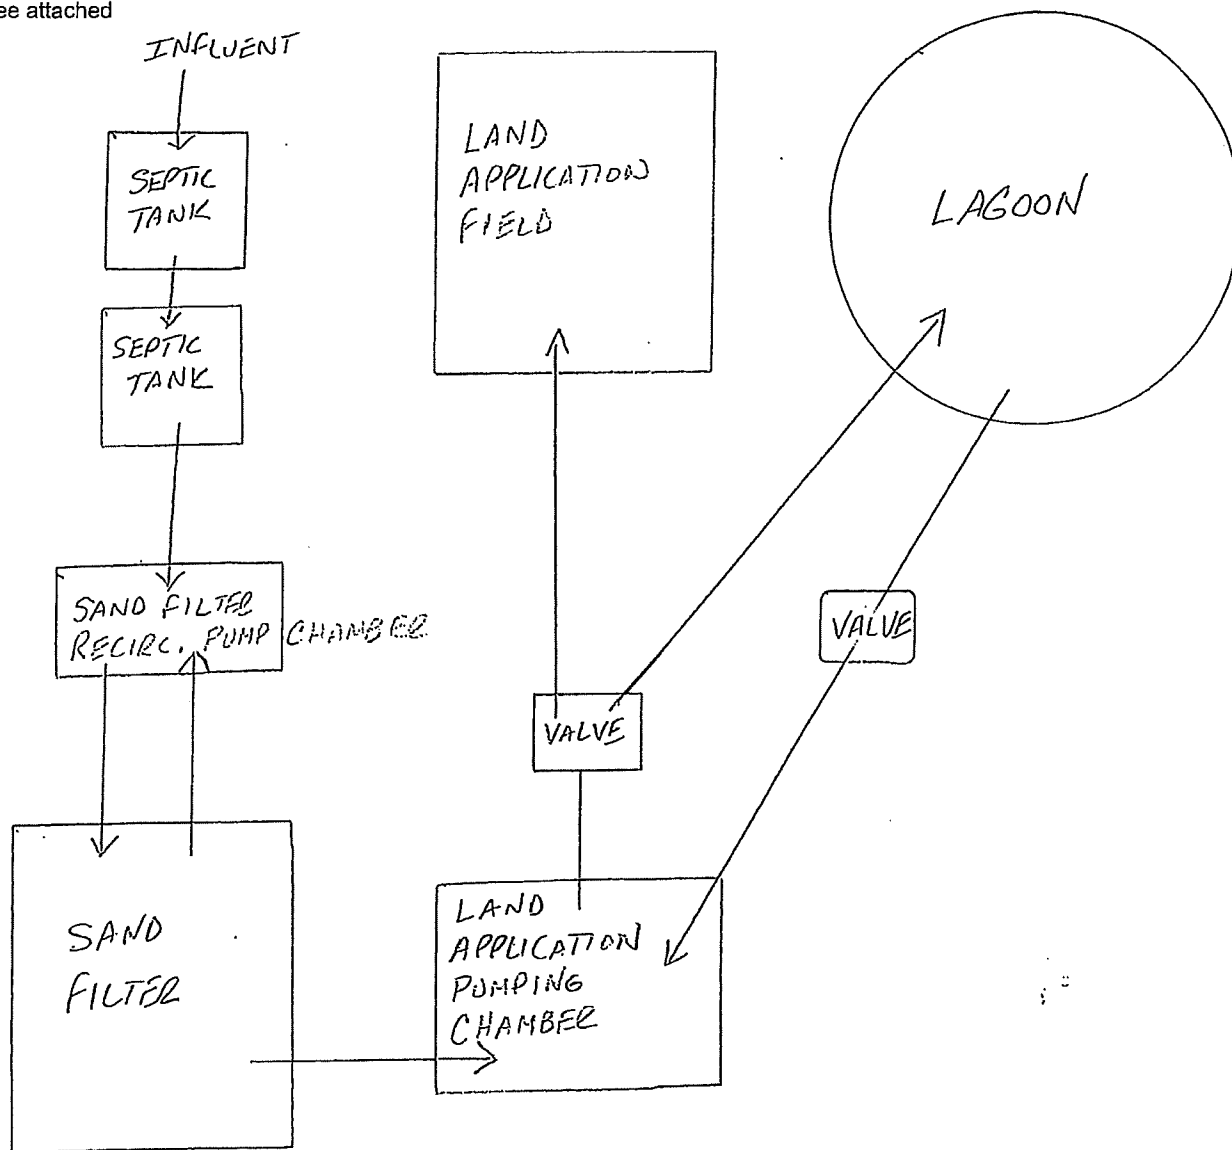 ee attached
INFLUENT
SEPTIC
TANK
SEPTIC
TANK
SAND FILTER
RECIRC. PUMP CHAMBER
SAND
FILTER
LAND
APPLICATION
FIELD
VALVE
LAND
APPLICATION
PUMPING
CHAMBER
LAGOON
VALVE